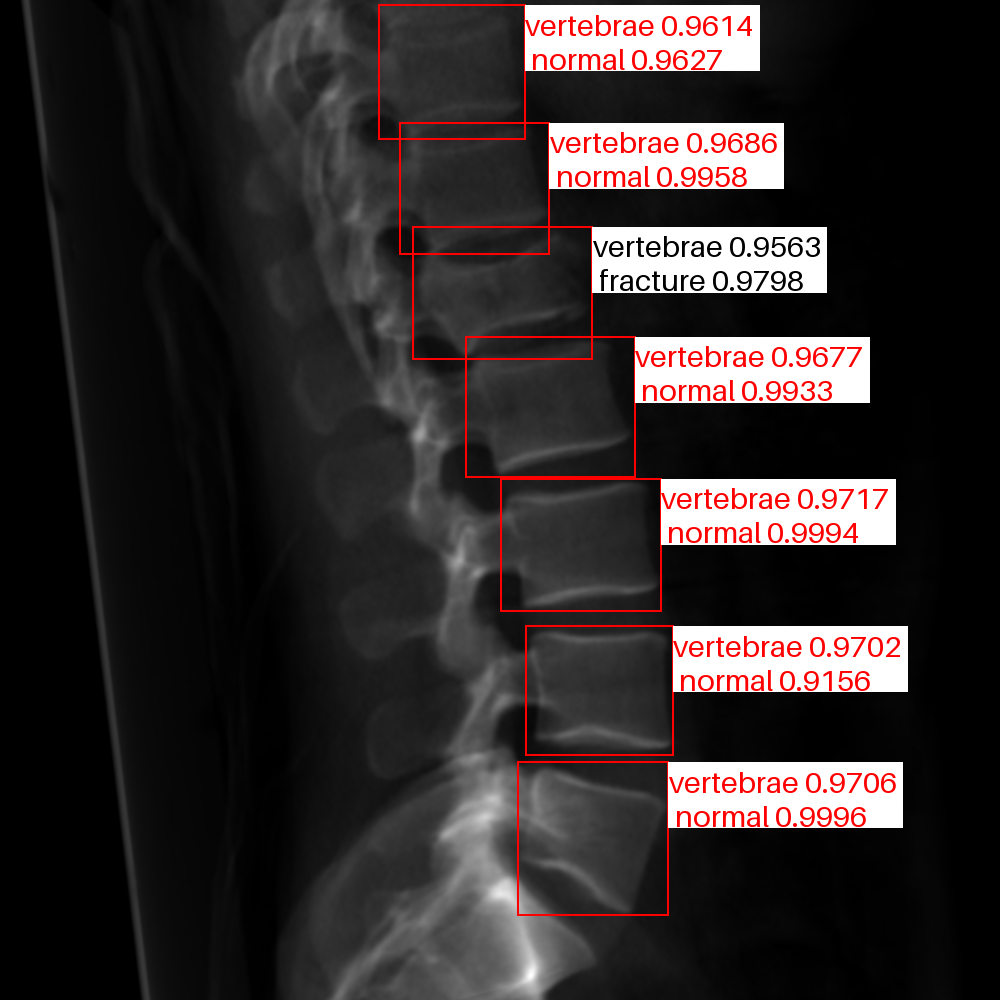 vertebrae 0.9614
normal 0.9627
vertebrae 0.9686
normal 0.9958
vertebrae 0.9563
fracture 0.9798
vertebrae 0.9677
normal 0.9933
vertebrae 0.9717
normal 0.9994
vertebrae 0.9702
normal 0.9156
vertebrae 0.9706
normal 0.9996